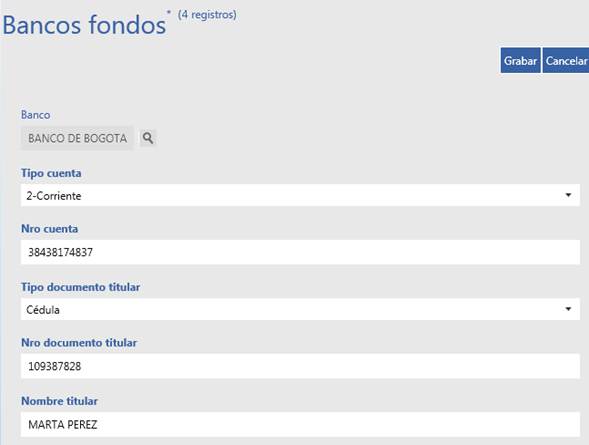 Bancos fondos* (4 registros)
Grabar Cancelar
Banco
BANCO DE BOGOTA
Tipo cuenta
2-Corriente
Nro cuenta
38438174837
Tipo documento titular
Cédula
Nro documento titular
109387828
Nombre titular
MARTA PEREZ